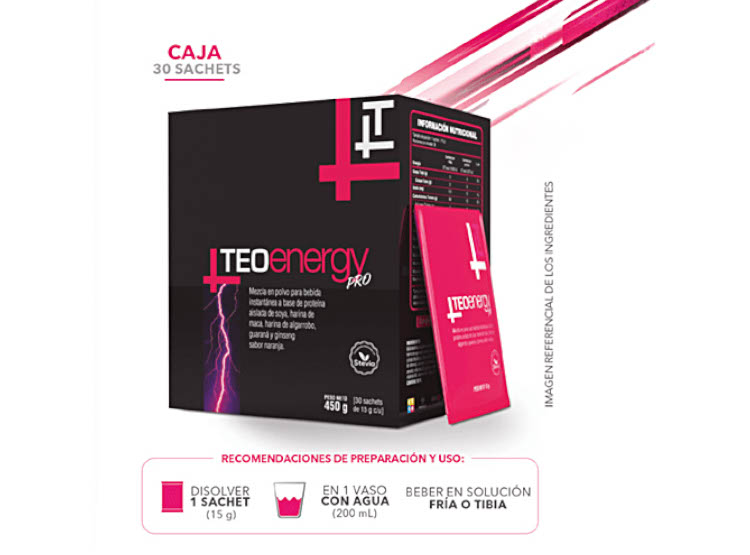 CAJA
30 SACHETS
INFORMACIÓN NUTRICIONAL
TEOenergy
PRO
Mezcla en polvo para bebida
instantánea a base de proteína
aislada de soya, harina de
maca, harina de algarrobo,
guaraná y ginseng
sabor naranja.
Stevia
PESO NETO
450 g
[30 sachets
de 15 g c/u]
TEOenergy
IMAGEN REFERENCIAL DE LOS INGREDIENTES
RECOMENDACIONES DE PREPARACIÓN Y USO:
DISOLVER
1 SACHET
(15 g)
EN 1 VASO
CON AGUA
(200 mL)
BEBER EN SOLUCIÓN
FRÍA O TIBIA